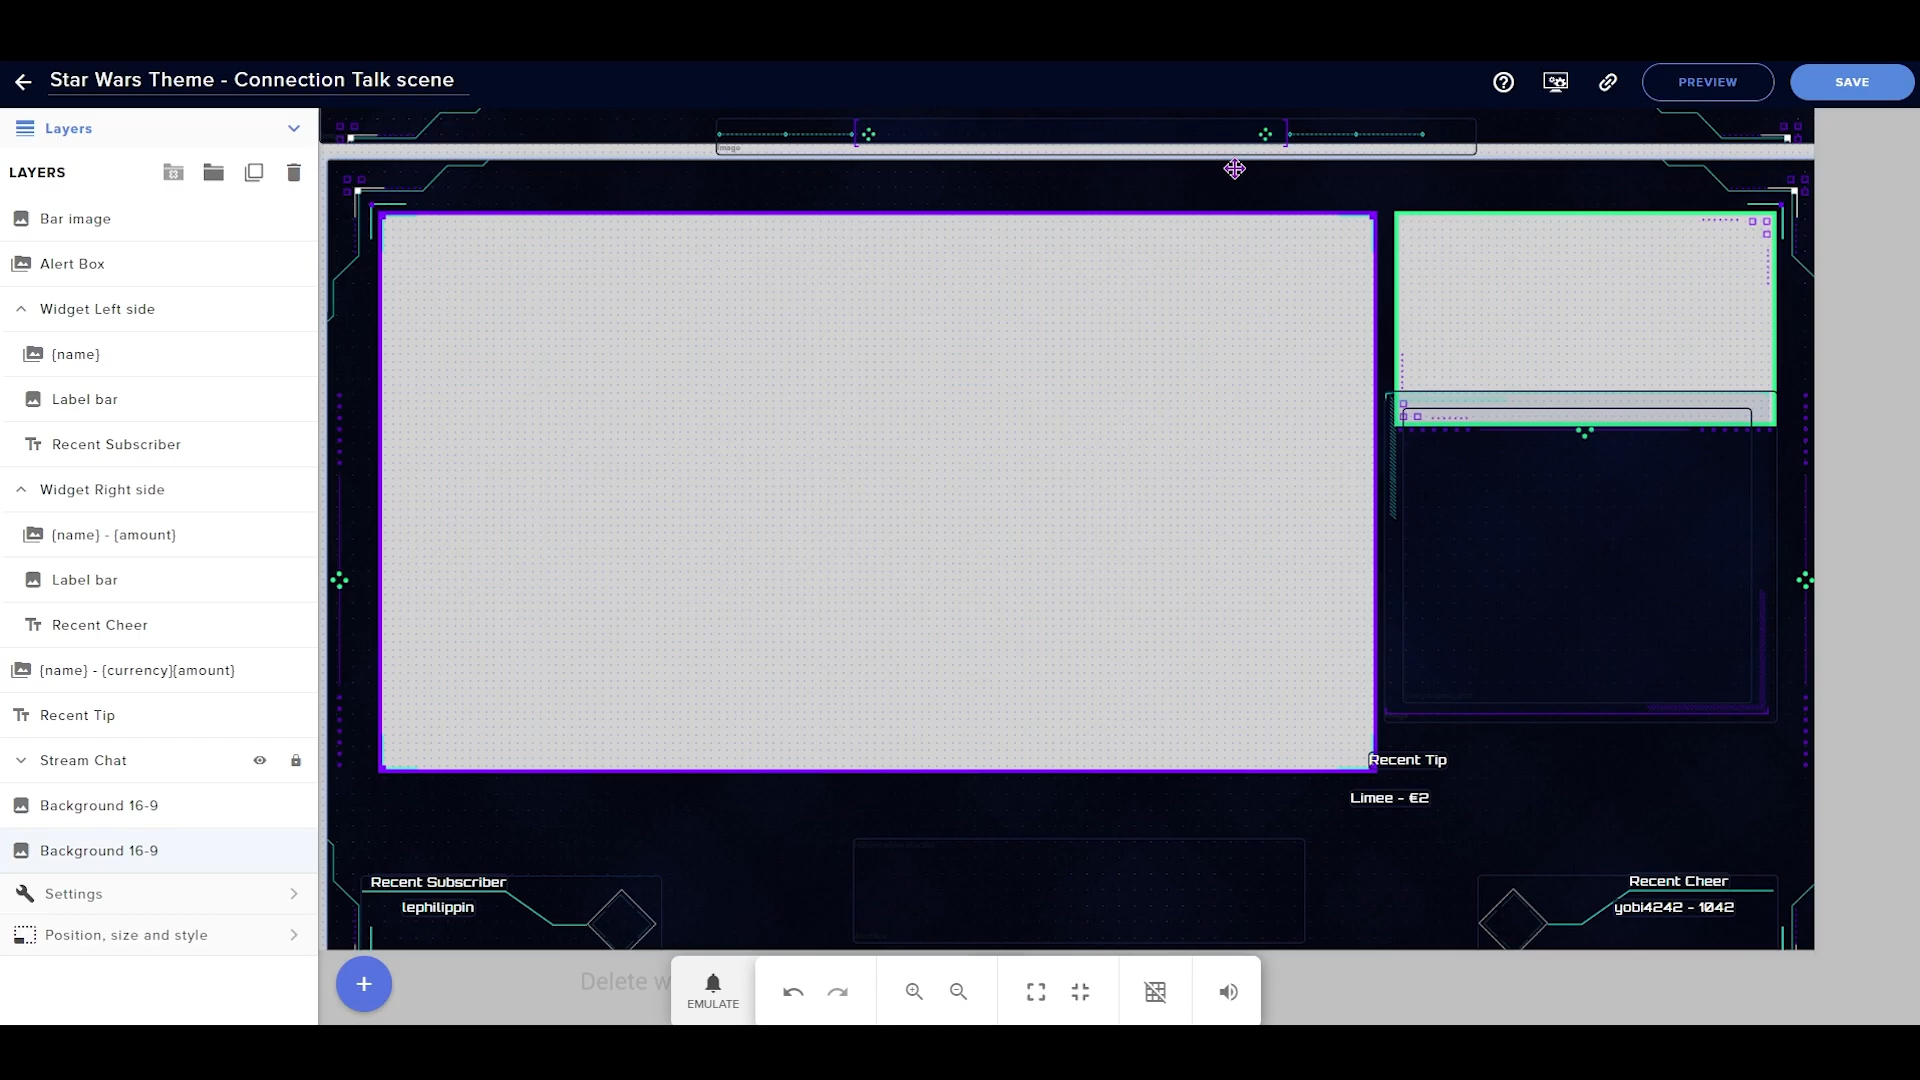 Star Wars Theme - Connection Talk scene
PREVIEW
SAVE
Layers
LAYERS
Bar image
Alert Box
Widget Left side
{name}
Label bar
Recent Subscriber
Widget Right side
{name} - {amount}
Label bar
Recent Cheer
{name} - {currency}{amount}
Recent Tip
Stream Chat
Background 16-9
Background 16-9
Settings
Position, size and style
image
Recent Tip
Limee - €2
Recent Subscriber
lephilippin
Recent Cheer
yobi4242 - 1042
Delete w
EMULATE